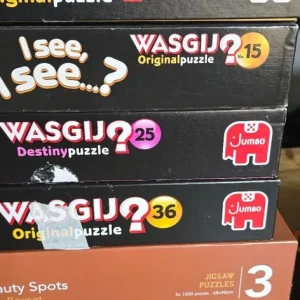 Originalpuzzle
I see,
I see...?
WASGIJ? No. 15
Originalpuzzle
WASGIJ? 25
Destinypuzzle
Jumbo
WASGIJ? 36
Originalpuzzle
Jumbo
auty Spots
JIGSAW
PUZZLES
3